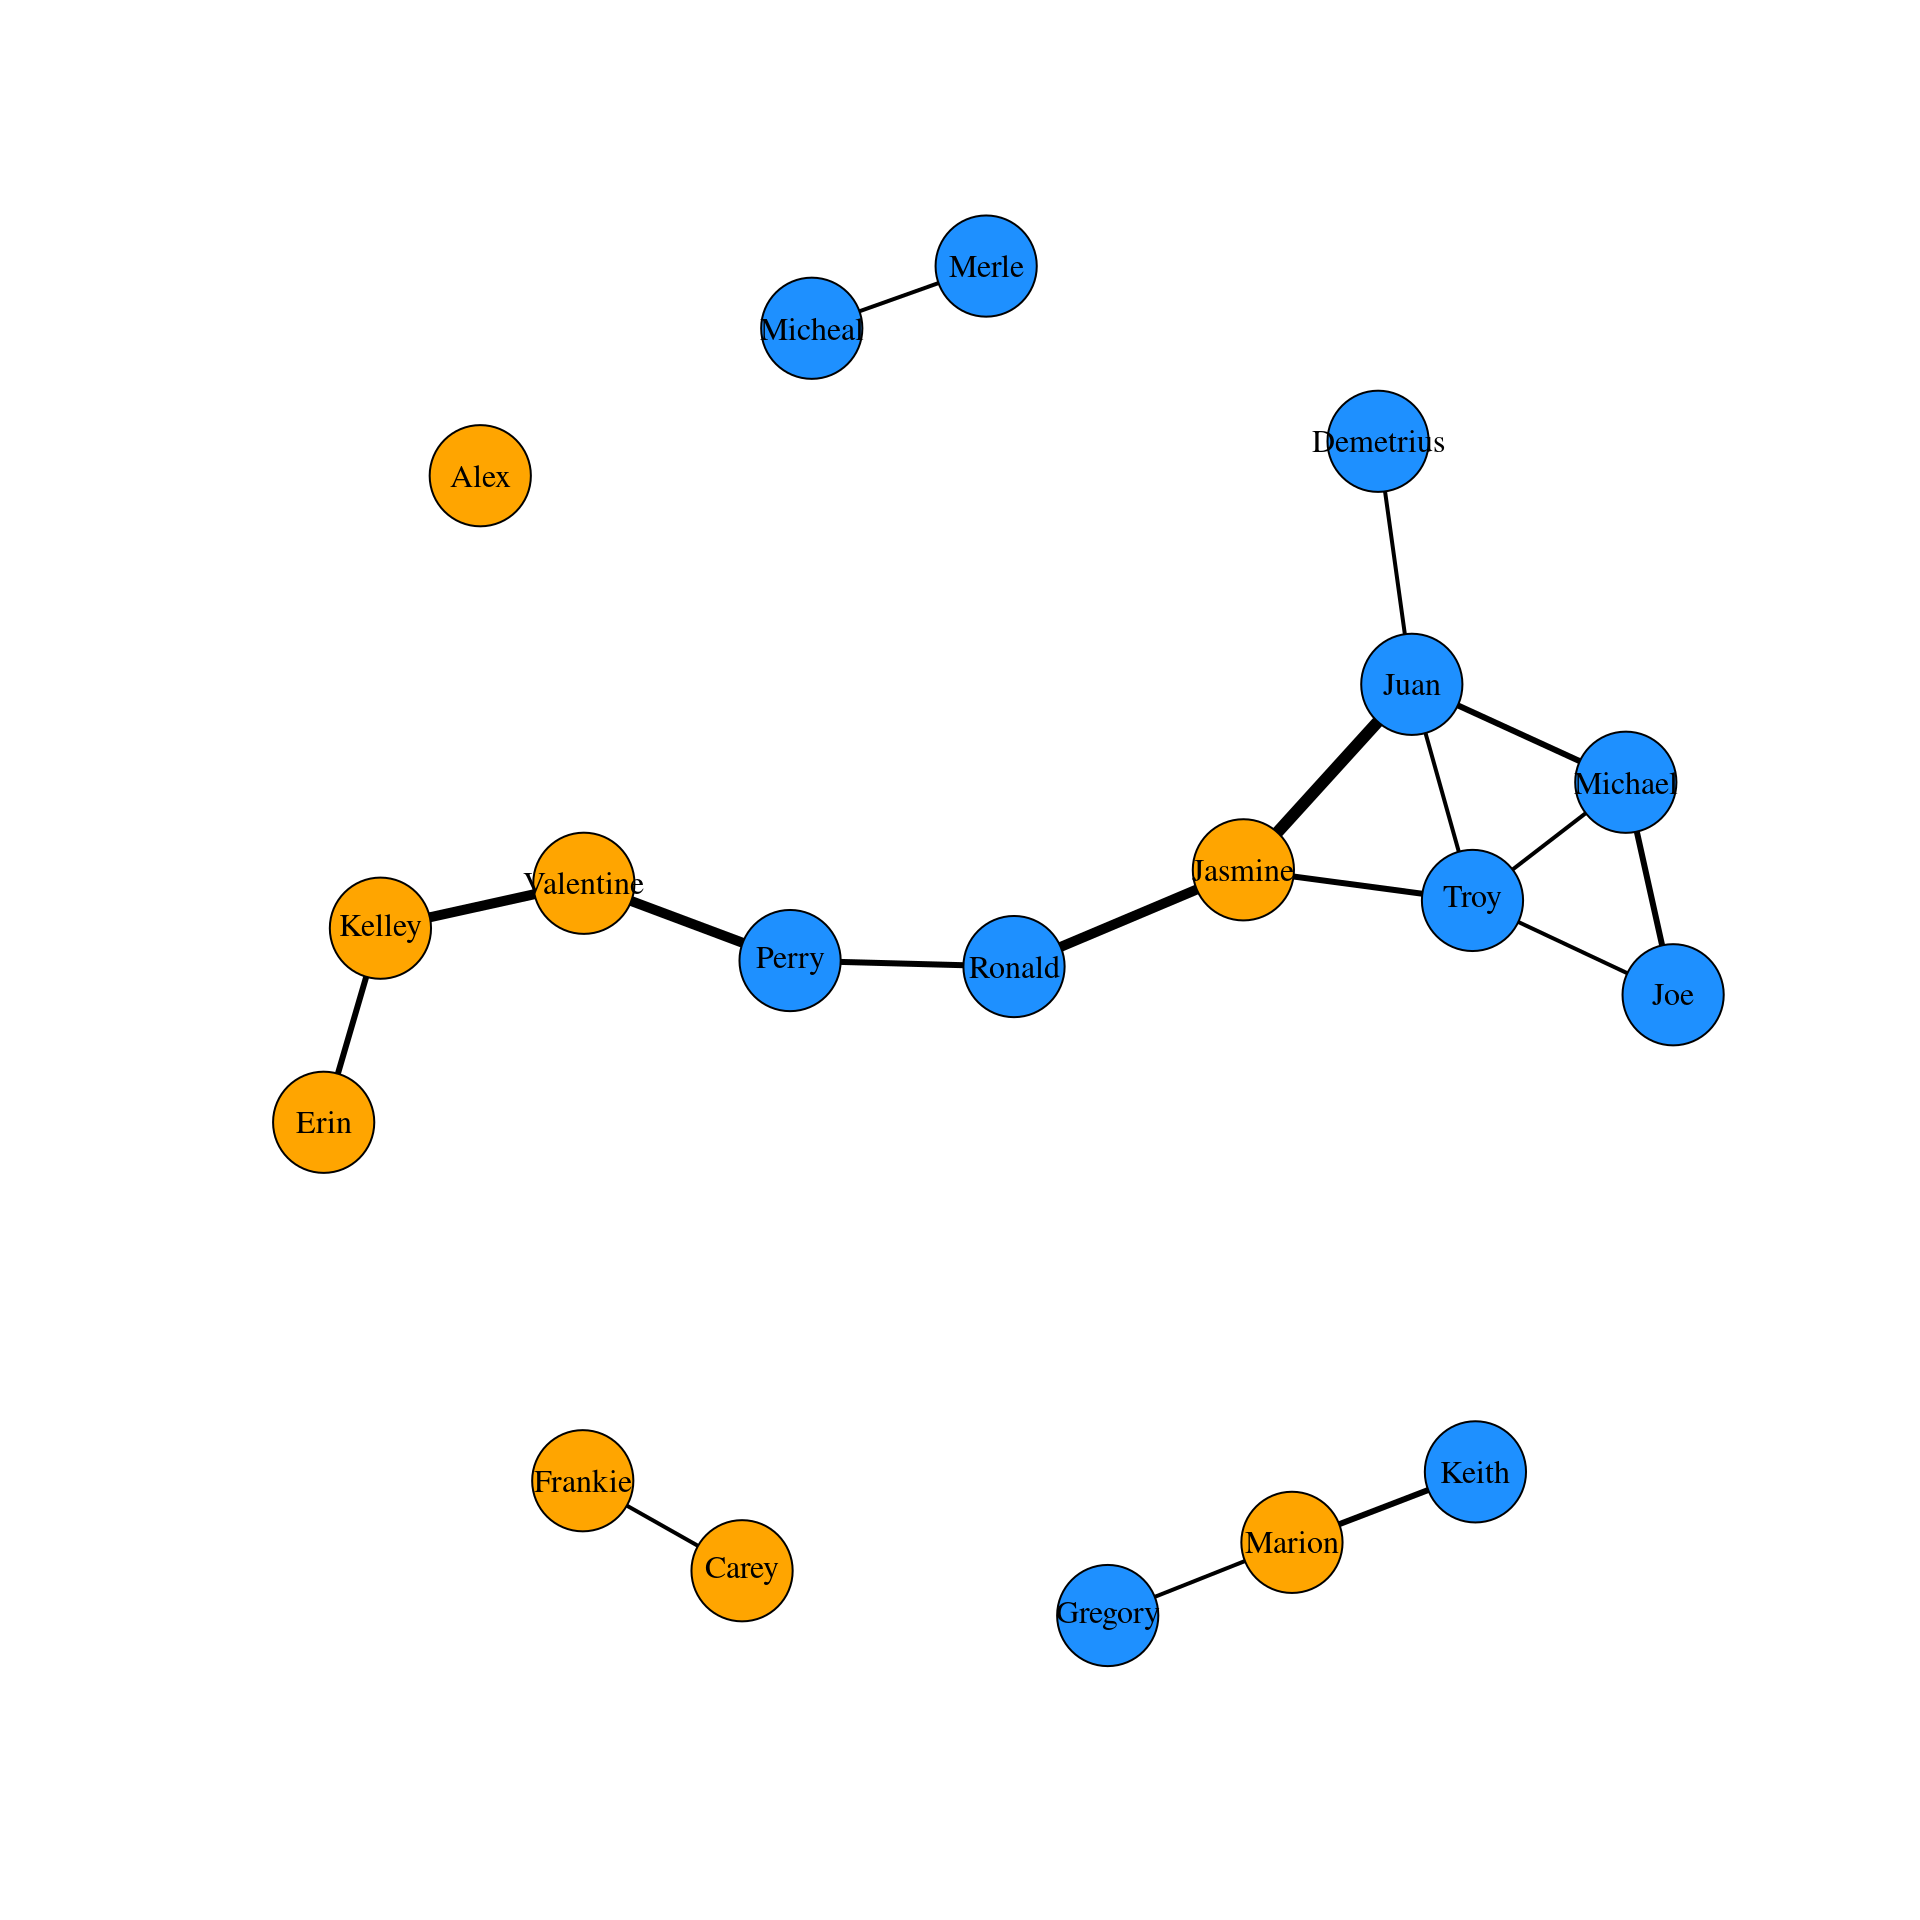 Merle
Micheal
Demetrius
Alex
Juan
Michael
Jasmine
Valentine
Troy
Kelley
Perry
Ronald
Joe
Erin
Keith
Frankie
Marion
Carey
Gregory